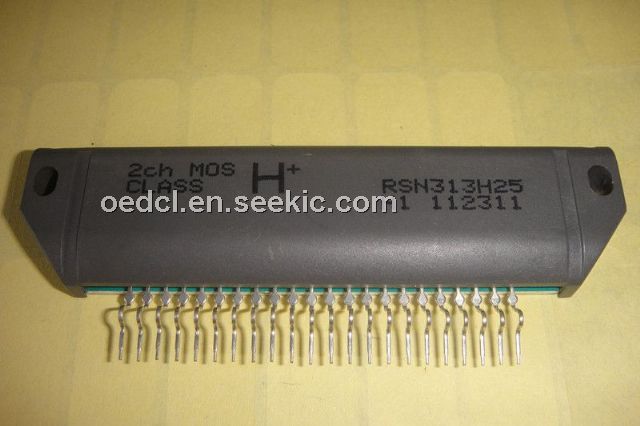 2ch MOS
CLASS H+
RSN313H25
1 112311
oedcl.en.seekic.com